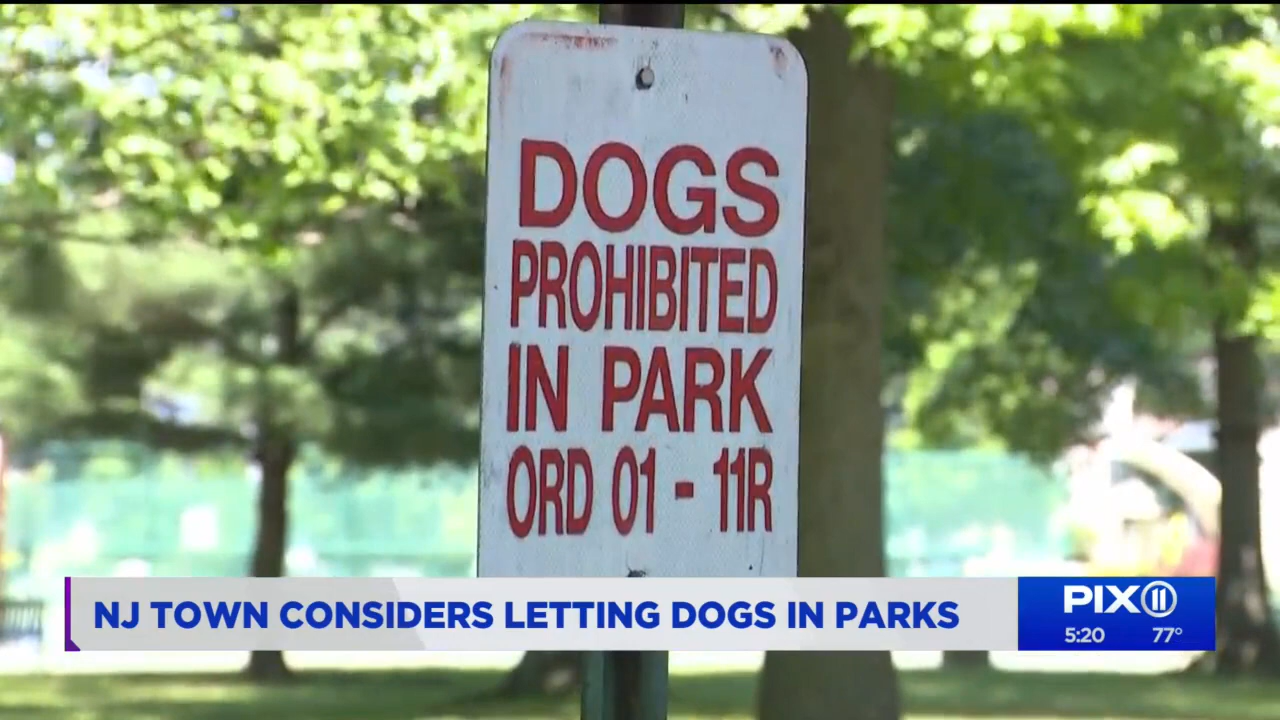 DOGS
PROHIBITED
IN PARK
ORD 01 - 11R
NJ TOWN CONSIDERS LETTING DOGS IN PARKS
PIX11
5:20 77°